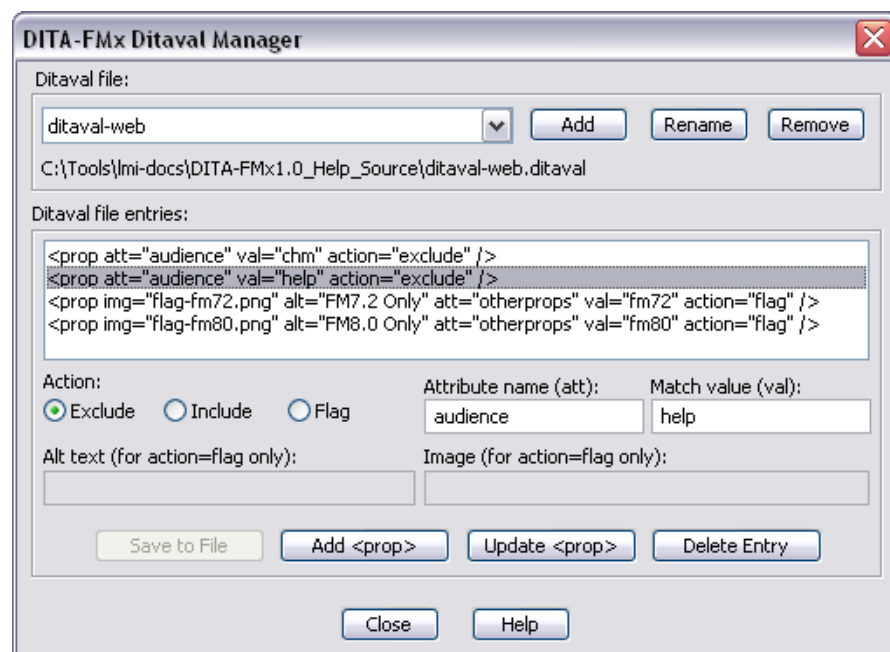 DITA-FMx Ditaval Manager
Ditaval file:
ditaval-web
Add
Rename
Remove
C:\Tools\lmi-docs\DITA-FMx1.0_Help_Source\ditaval-web.ditaval
Ditaval file entries:
<prop att="audience" val="chm" action="exclude" />
<prop att="audience" val="help" action="exclude" />
<prop img="flag-fm72.png" alt="FM7.2 Only" att="otherprops" val="fm72" action="flag" />
<prop img="flag-fm80.png" alt="FM8.0 Only" att="otherprops" val="fm80" action="flag" />
Action:
Exclude
Include
Flag
Attribute name (att):
Match value (val):
audience
help
Alt text (for action=flag only):
Image (for action=flag only):
Save to File
Add <prop>
Update <prop>
Delete Entry
Close
Help